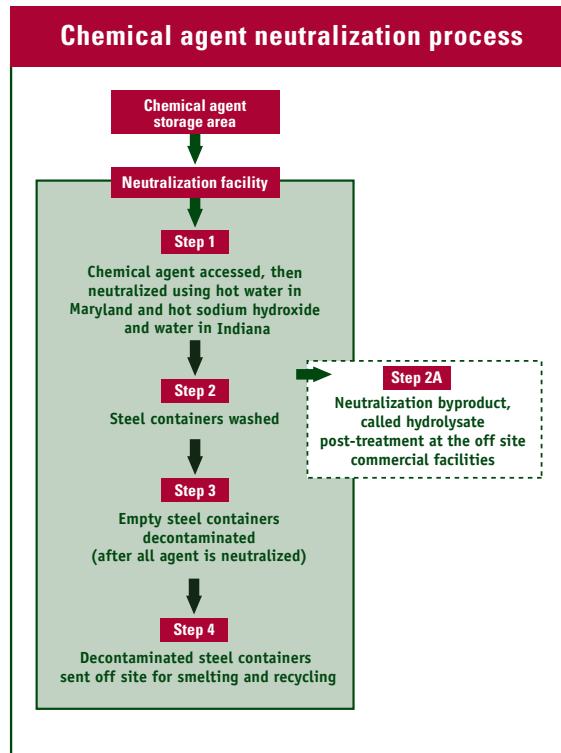 Chemical agent neutralization process
Chemical agent
storage area
Neutralization facility
Step 1
Chemical agent accessed, then
neutralized using hot water in
Maryland and hot sodium hydroxide
and water in Indiana
Step 2
Steel containers washed
Step 2A
Neutralization byproduct,
called hydrolysate
post-treatment at the off site
commercial facilities
Step 3
Empty steel containers
decontaminated
(after all agent is neutralized)
Step 4
Decontaminated steel containers
sent off site for smelting and recycling